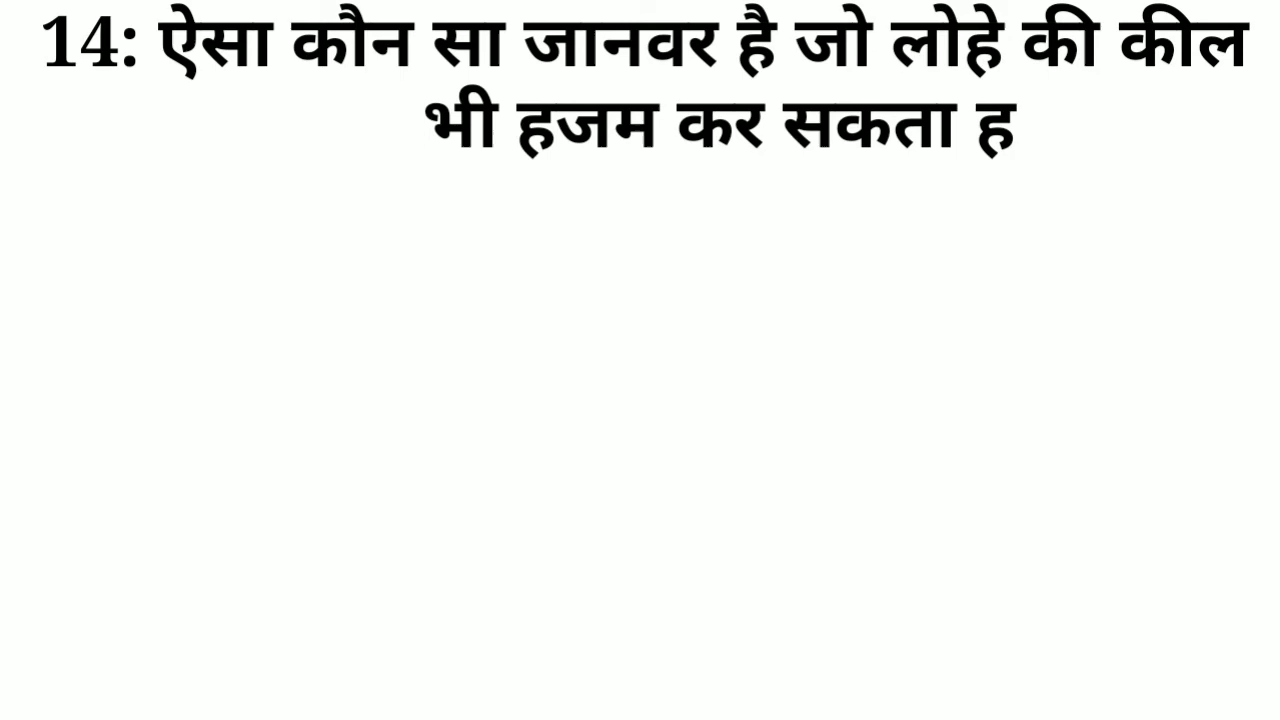 14: ऐसा कौन सा जानवर है जो लोहे की कील
भी हजम कर सकता ह